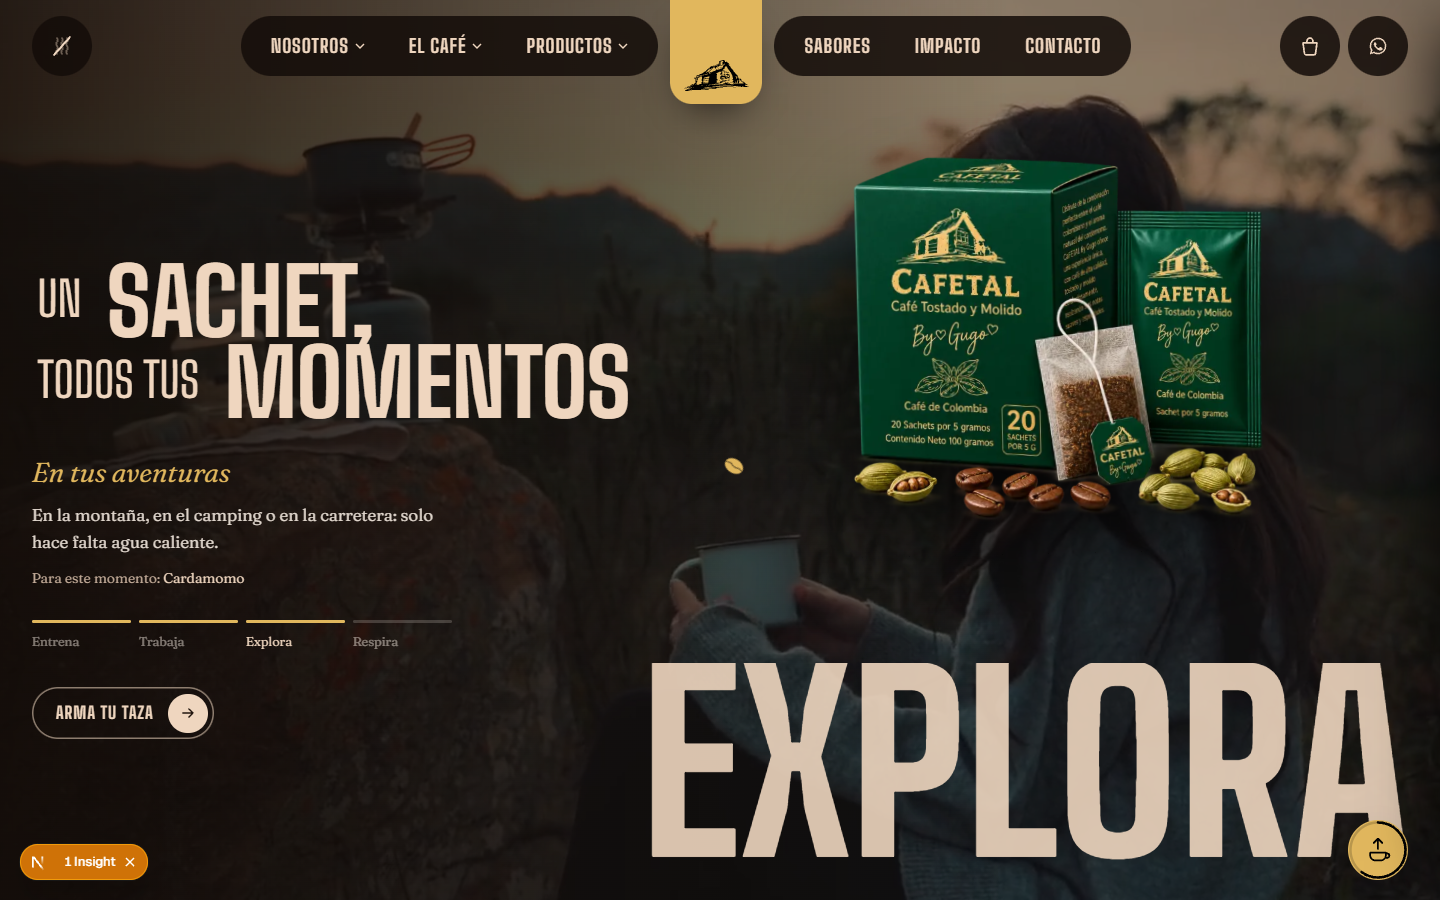 NOSOTROS
EL CAFÉ
PRODUCTOS
SABORES
IMPACTO
CONTACTO
UN SACHET,
TODOS TUS MOMENTOS
En tus aventuras
En la montaña, en el camping o en la carretera: solo
hace falta agua caliente.
Para este momento: Cardamomo
Entrena
Trabaja
Explora
Respira
ARMA TU TAZA
CAFETAL
CAFETAL
Café Tostado y Molido
By Gugo
Café de Colombia
20 Sachets por 5 gramos
Contenido Neto 100 gramos
20
SACHETS
POR 5 G
CAFETAL
Café Tostado y Molido
By Gugo
Café de Colombia
Sachet por 5 gramos
CAFETAL
By Gugo
EXPLORA
1 Insight